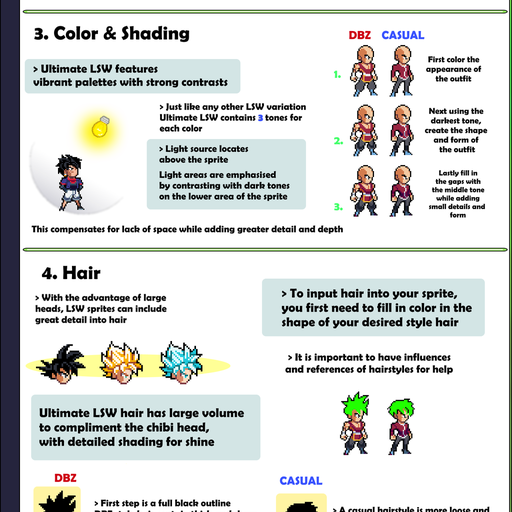 3. Color & Shading
> Ultimate LSW features
vibrant palettes with strong contrasts
> Just like any other LSW variation
Ultimate LSW contains 3 tones for
each color
> Light source locates
above the sprite
Light areas are emphasised
by contrasting with dark tones
on the lower area of the sprite
This compensates for lack of space while adding greater detail and depth
DBZ CASUAL
1.
First color the
appearance of
the outfit
2.
Next using the
darkest tone,
create the shape
and form of
the outfit
3.
Lastly fill in
the gaps with
the middle tone
while adding
small details and
form
4. Hair
> With the advantage of large
heads, LSW sprites can include
great detail into hair
Ultimate LSW hair has large volume
to compliment the chibi head,
with detailed shading for shine
> To input hair into your sprite,
you first need to fill in color in the
shape of your desired style hair
> It is important to have influences
and references of hairstyles for help
DBZ
> First step is a full black outline
CASUAL
> A casual hairstyle is more loose and